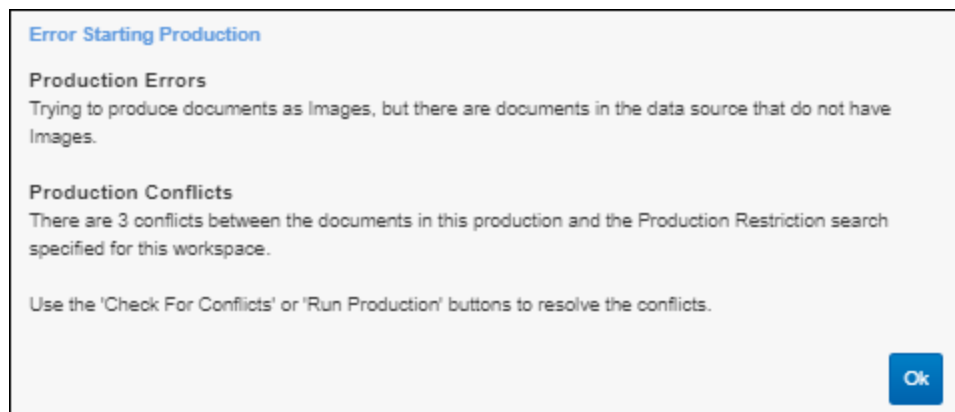 Error Starting Production
Production Errors
Trying to produce documents as Images, but there are documents in the data source that do not have
Images.
Production Conflicts
There are 3 conflicts between the documents in this production and the Production Restriction search
specified for this workspace.
Use the 'Check For Conflicts' or 'Run Production' buttons to resolve the conflicts.
Ok